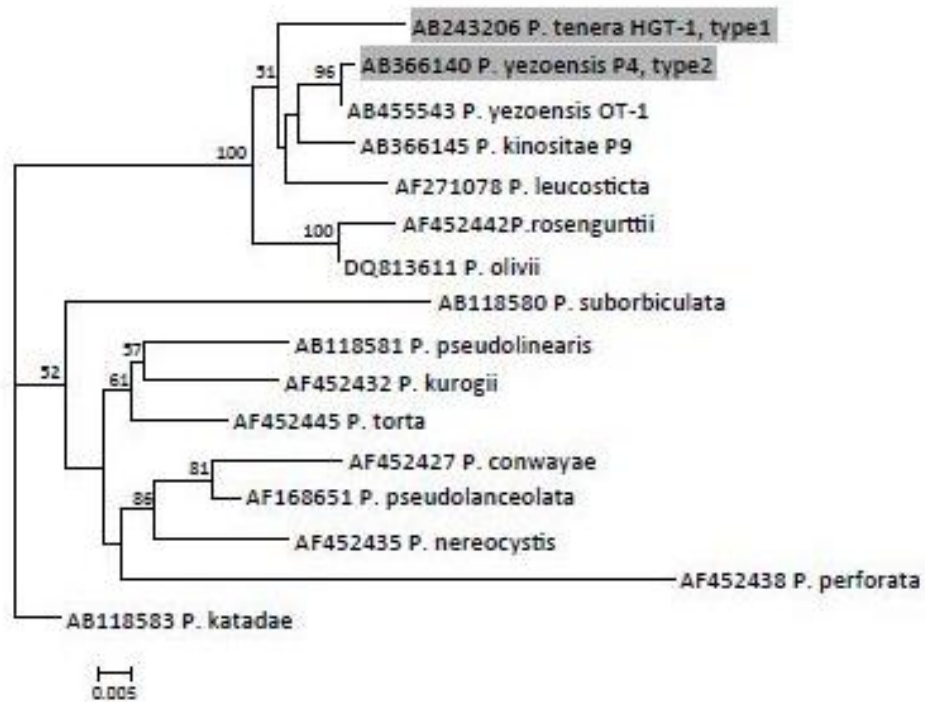 AB243206 P. tenera HGT-1, type1
51
96
AB366140 P. yezoensis P4, type2
AB455543 P. yezoensis OT-1
100
AB366145 P. kinositae P9
AF271078 P. leucosticta
100
AF452442P.rosengurttii
DQ813611 P. olivii
AB118580 P. suborbiculata
57
AB118581 P. pseudolinearis
52
61
AF452432 P. kurogii
AF452445 P. torta
81
AF452427 P. conwayae
86
AF168651 P. pseudolanceolata
AF452435 P. nereocystis
AF452438 P. perforata
AB118583 P. katadae
0.005